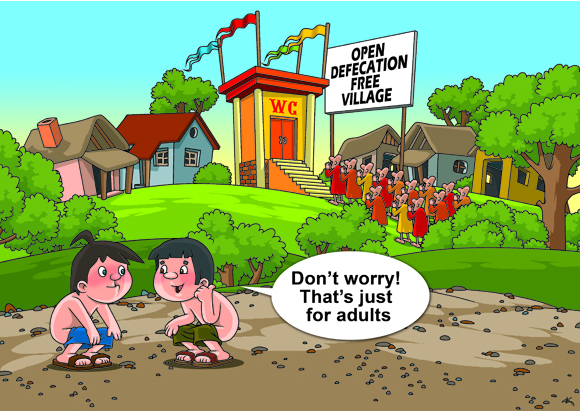 OPEN
DEFECATION
FREE
VILLAGE
WC
Don't worry!
That's just
for adults